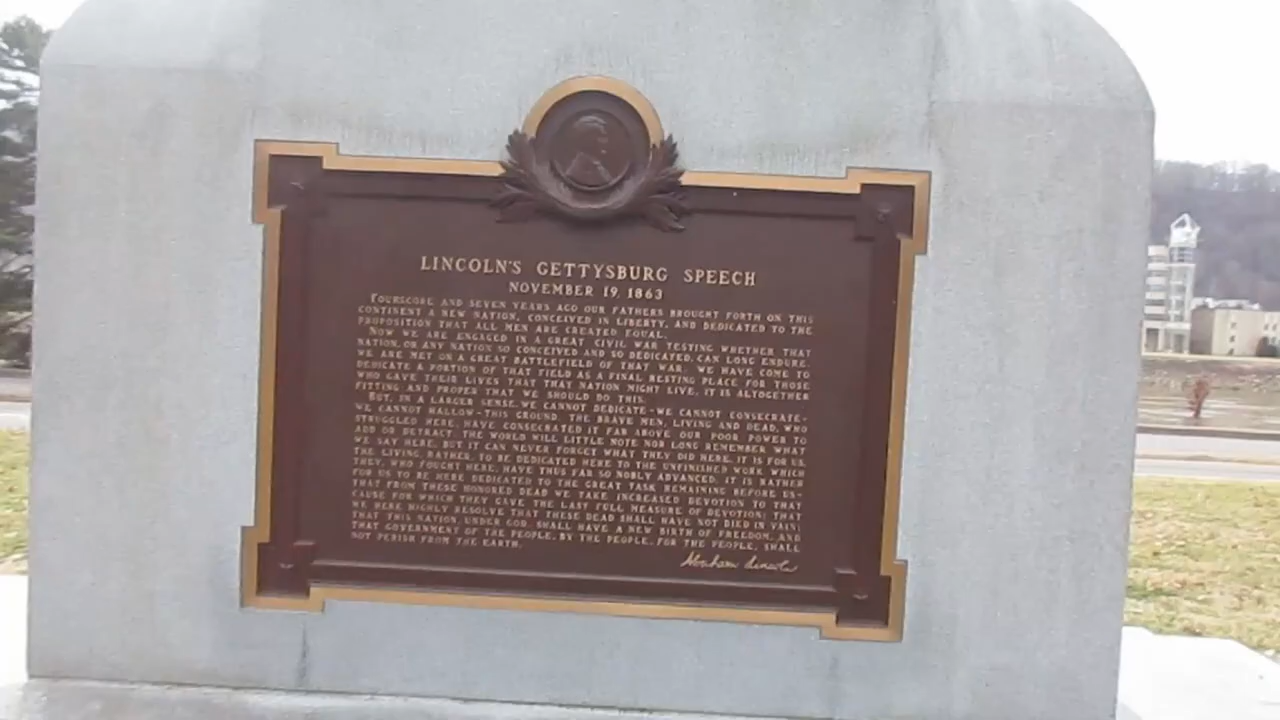 LINCOLN'S GETTYSBURG SPEECH
NOVEMBER 19, 1863
FOURSCORE AND SEVEN YEARS AGO OUR FATHERS BROUGHT FORTH ON THIS
CONTINENT A NEW NATION, CONCEIVED IN LIBERTY, AND DEDICATED TO THE
PROPOSITION THAT ALL MEN ARE CREATED EQUAL.
NOW WE ARE ENGAGED IN A GREAT CIVIL WAR TESTING WHETHER THAT
NATION, OR ANY NATION SO CONCEIVED AND SO DEDICATED, CAN LONG ENDURE.
WE ARE MET ON A GREAT BATTLEFIELD OF THAT WAR. WE HAVE COME TO
DEDICATE A PORTION OF THAT FIELD AS A FINAL RESTING PLACE FOR THOSE
WHO GAVE THEIR LIVES THAT THAT NATION MIGHT LIVE. IT IS ALTOGETHER
FITTING AND PROPER THAT WE SHOULD DO THIS.
BUT, IN A LARGER SENSE, WE CANNOT DEDICATE-WE CANNOT CONSECRATE-
WE CANNOT HALLOW-THIS GROUND. THE BRAVE MEN, LIVING AND DEAD, WHO
STRUGGLED HERE, HAVE CONSECRATED IT FAR ABOVE OUR POOR POWER TO
ADD OR DETRACT. THE WORLD WILL LITTLE NOTE NOR LONG REMEMBER WHAT
WE SAY HERE, BUT IT CAN NEVER FORGET WHAT THEY DID HERE. IT IS FOR US,
THE LIVING, RATHER, TO BE DEDICATED HERE TO THE UNFINISHED WORK WHICH
THEY, WHO FOUGHT HERE, HAVE THUS FAR SO NOBLY ADVANCED. IT IS RATHER
FOR US TO BE HERE DEDICATED TO THE GREAT TASK REMAINING BEFORE US-
THAT FROM THESE HONORED DEAD WE TAKE INCREASED DEVOTION TO THAT
CAUSE FOR WHICH THEY GAVE THE LAST FULL MEASURE OF DEVOTION; THAT
WE HERE HIGHLY RESOLVE THAT THESE DEAD SHALL HAVE NOT DIED IN VAIN;
THAT THIS NATION, UNDER GOD, SHALL HAVE A NEW BIRTH OF FREEDOM, AND
THAT GOVERNMENT OF THE PEOPLE, BY THE PEOPLE, FOR THE PEOPLE, SHALL
NOT PERISH FROM THE EARTH.
Abraham Lincoln